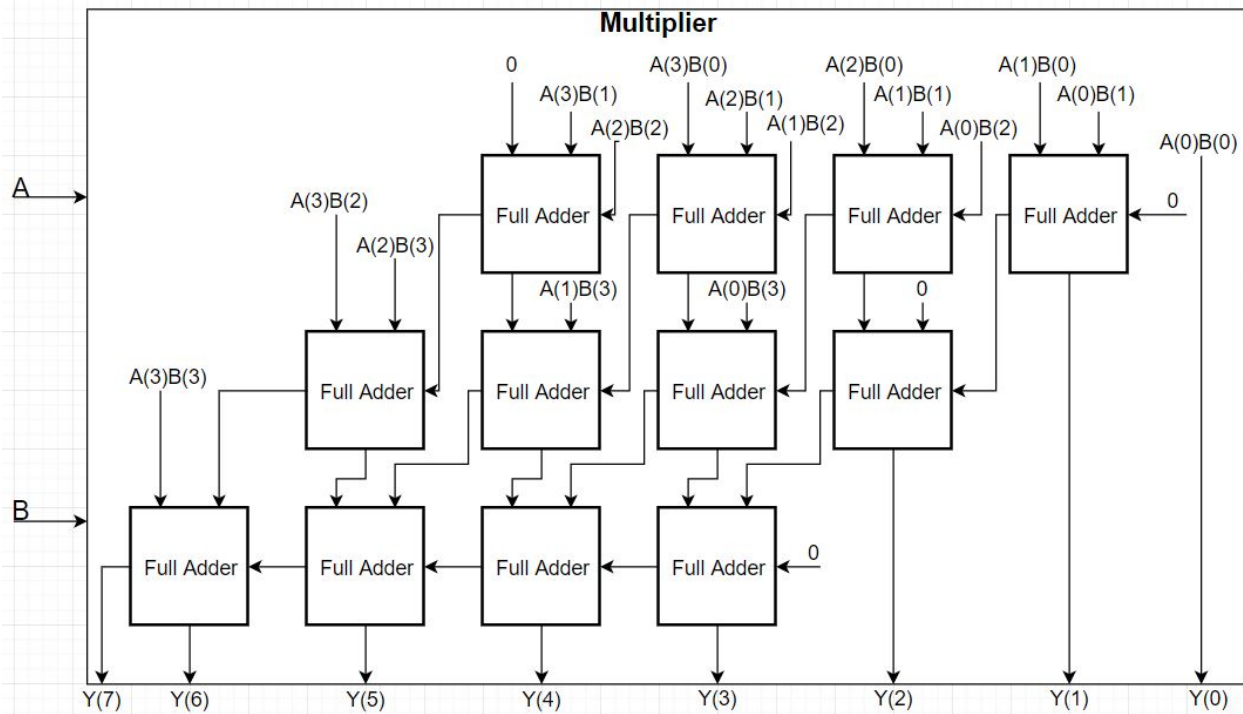 Multiplier
0 A(3)B(0) A(2)B(0) A(1)B(0)
A(3)B(1) A(2)B(1) A(1)B(1) A(0)B(1)
A(2)B(2) A(1)B(2) A(0)B(2) A(0)B(0)
A
A(3)B(2) Full Adder Full Adder Full Adder Full Adder 0
A(2)B(3)
A(1)B(3) A(0)B(3) 0
A(3)B(3) Full Adder Full Adder Full Adder Full Adder
B
Full Adder Full Adder Full Adder Full Adder 0
Y(7) Y(6) Y(5) Y(4) Y(3) Y(2) Y(1) Y(0)